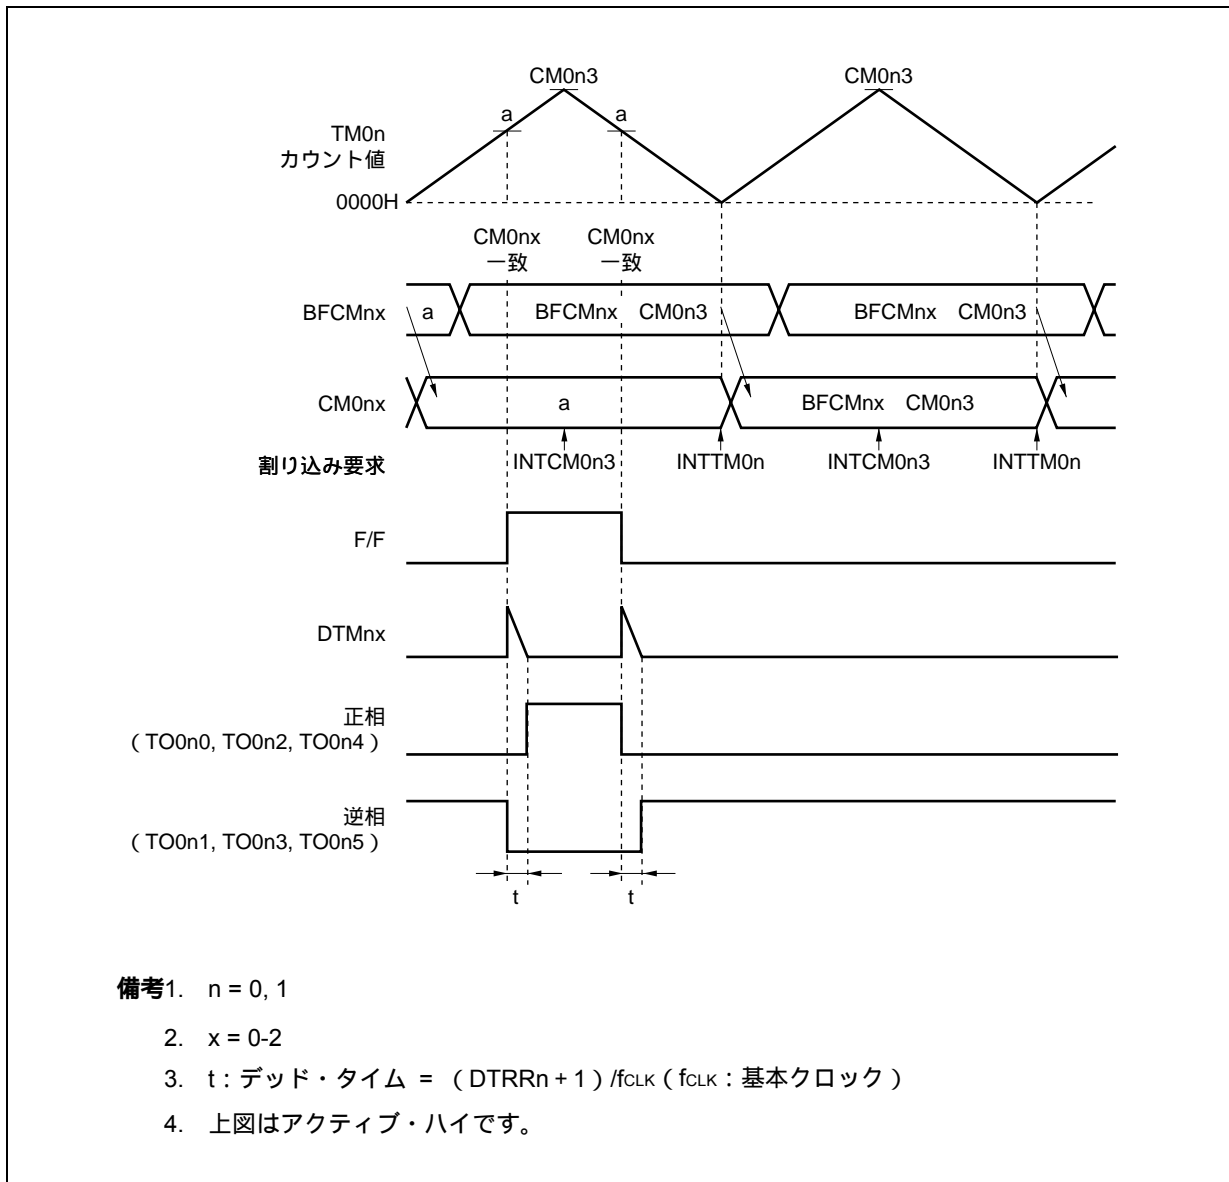 CM0n3 CM0n3
a a
TM0n
カウント値
0000H
CM0nx CM0nx
一致 一致
BFCMnx a BFCMnx CM0n3 BFCMnx CM0n3
CM0nx a BFCMnx CM0n3
割り込み要求 INTCM0n3 INTTM0n INTCM0n3 INTTM0n
F/F
DTMnx
正相
（TO0n0, TO0n2, TO0n4）
逆相
（TO0n1, TO0n3, TO0n5）
t t
備考1. n = 0, 1
2. x = 0-2
3. t：デッド・タイム = （DTRRn + 1）/fCLK（fCLK：基本クロック）
4. 上図はアクティブ・ハイです。